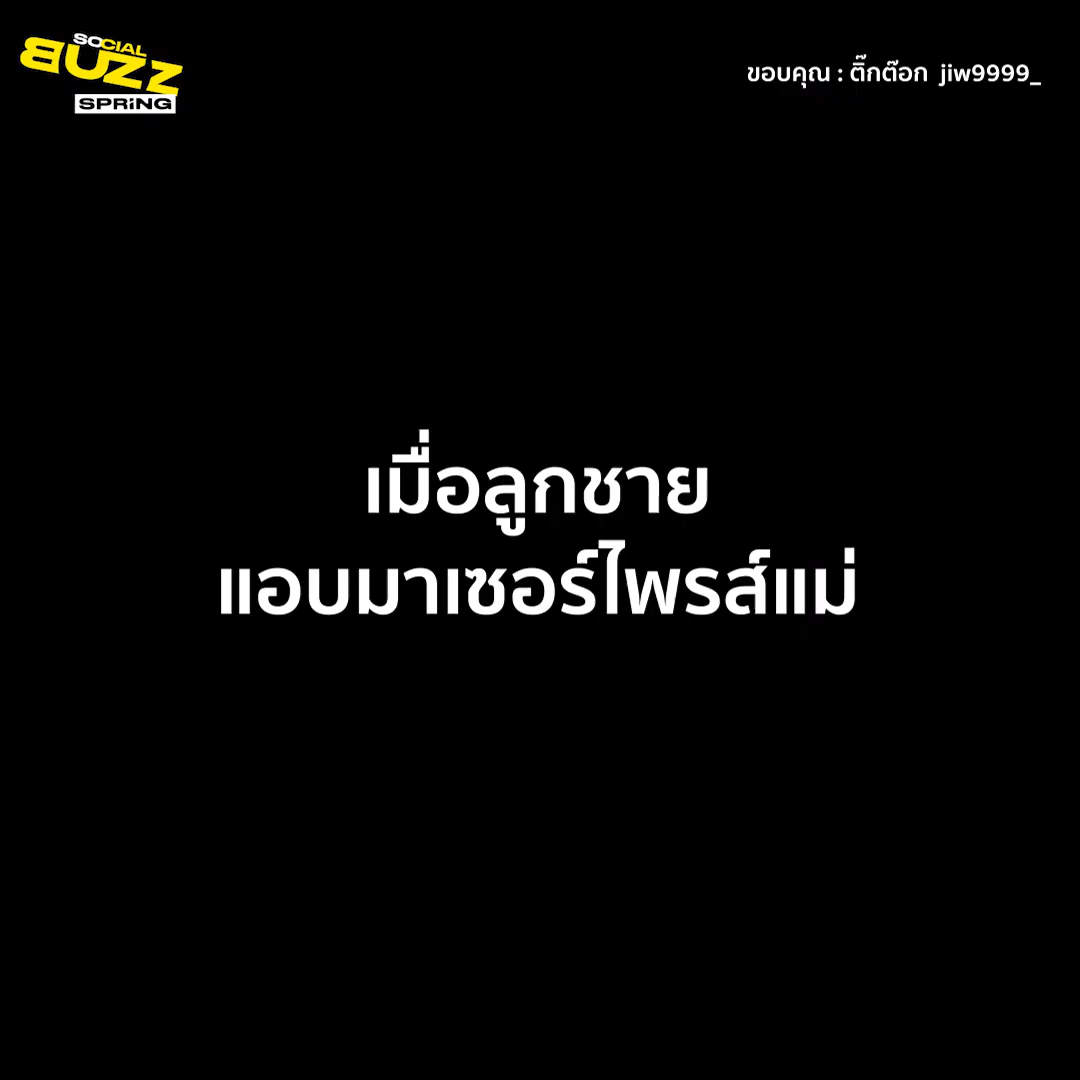 SOCIAL
BUZZ
SPRiNG
ขอบคุณ : ติ๊กต๊อก jiw9999_
เมื่อลูกชาย
แอบมาเซอร์ไพรส์แม่